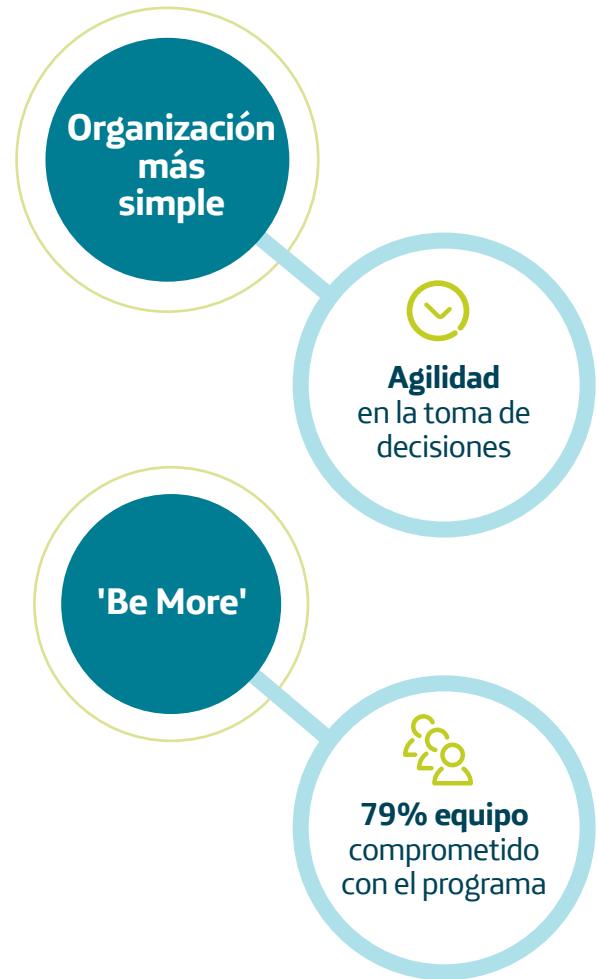 Organización
más
simple
Agilidad
en la toma de
decisiones
'Be More'
79% equipo
comprometido
con el programa